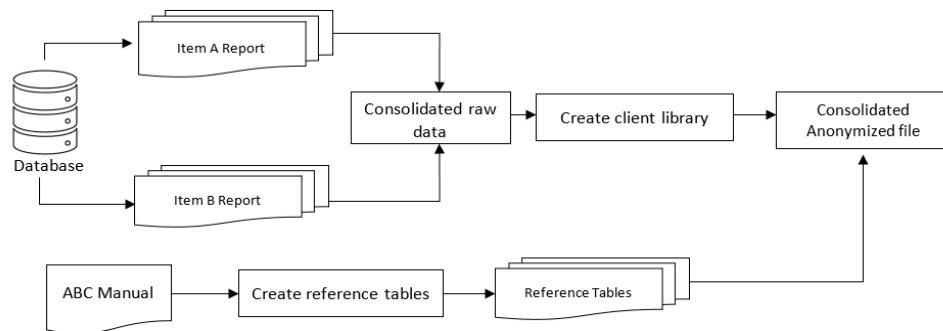 Item A Report
Consolidated raw
data
Create client library
Consolidated
Anonymized file
Database
Item B Report
ABC Manual
Create reference tables
Reference Tables